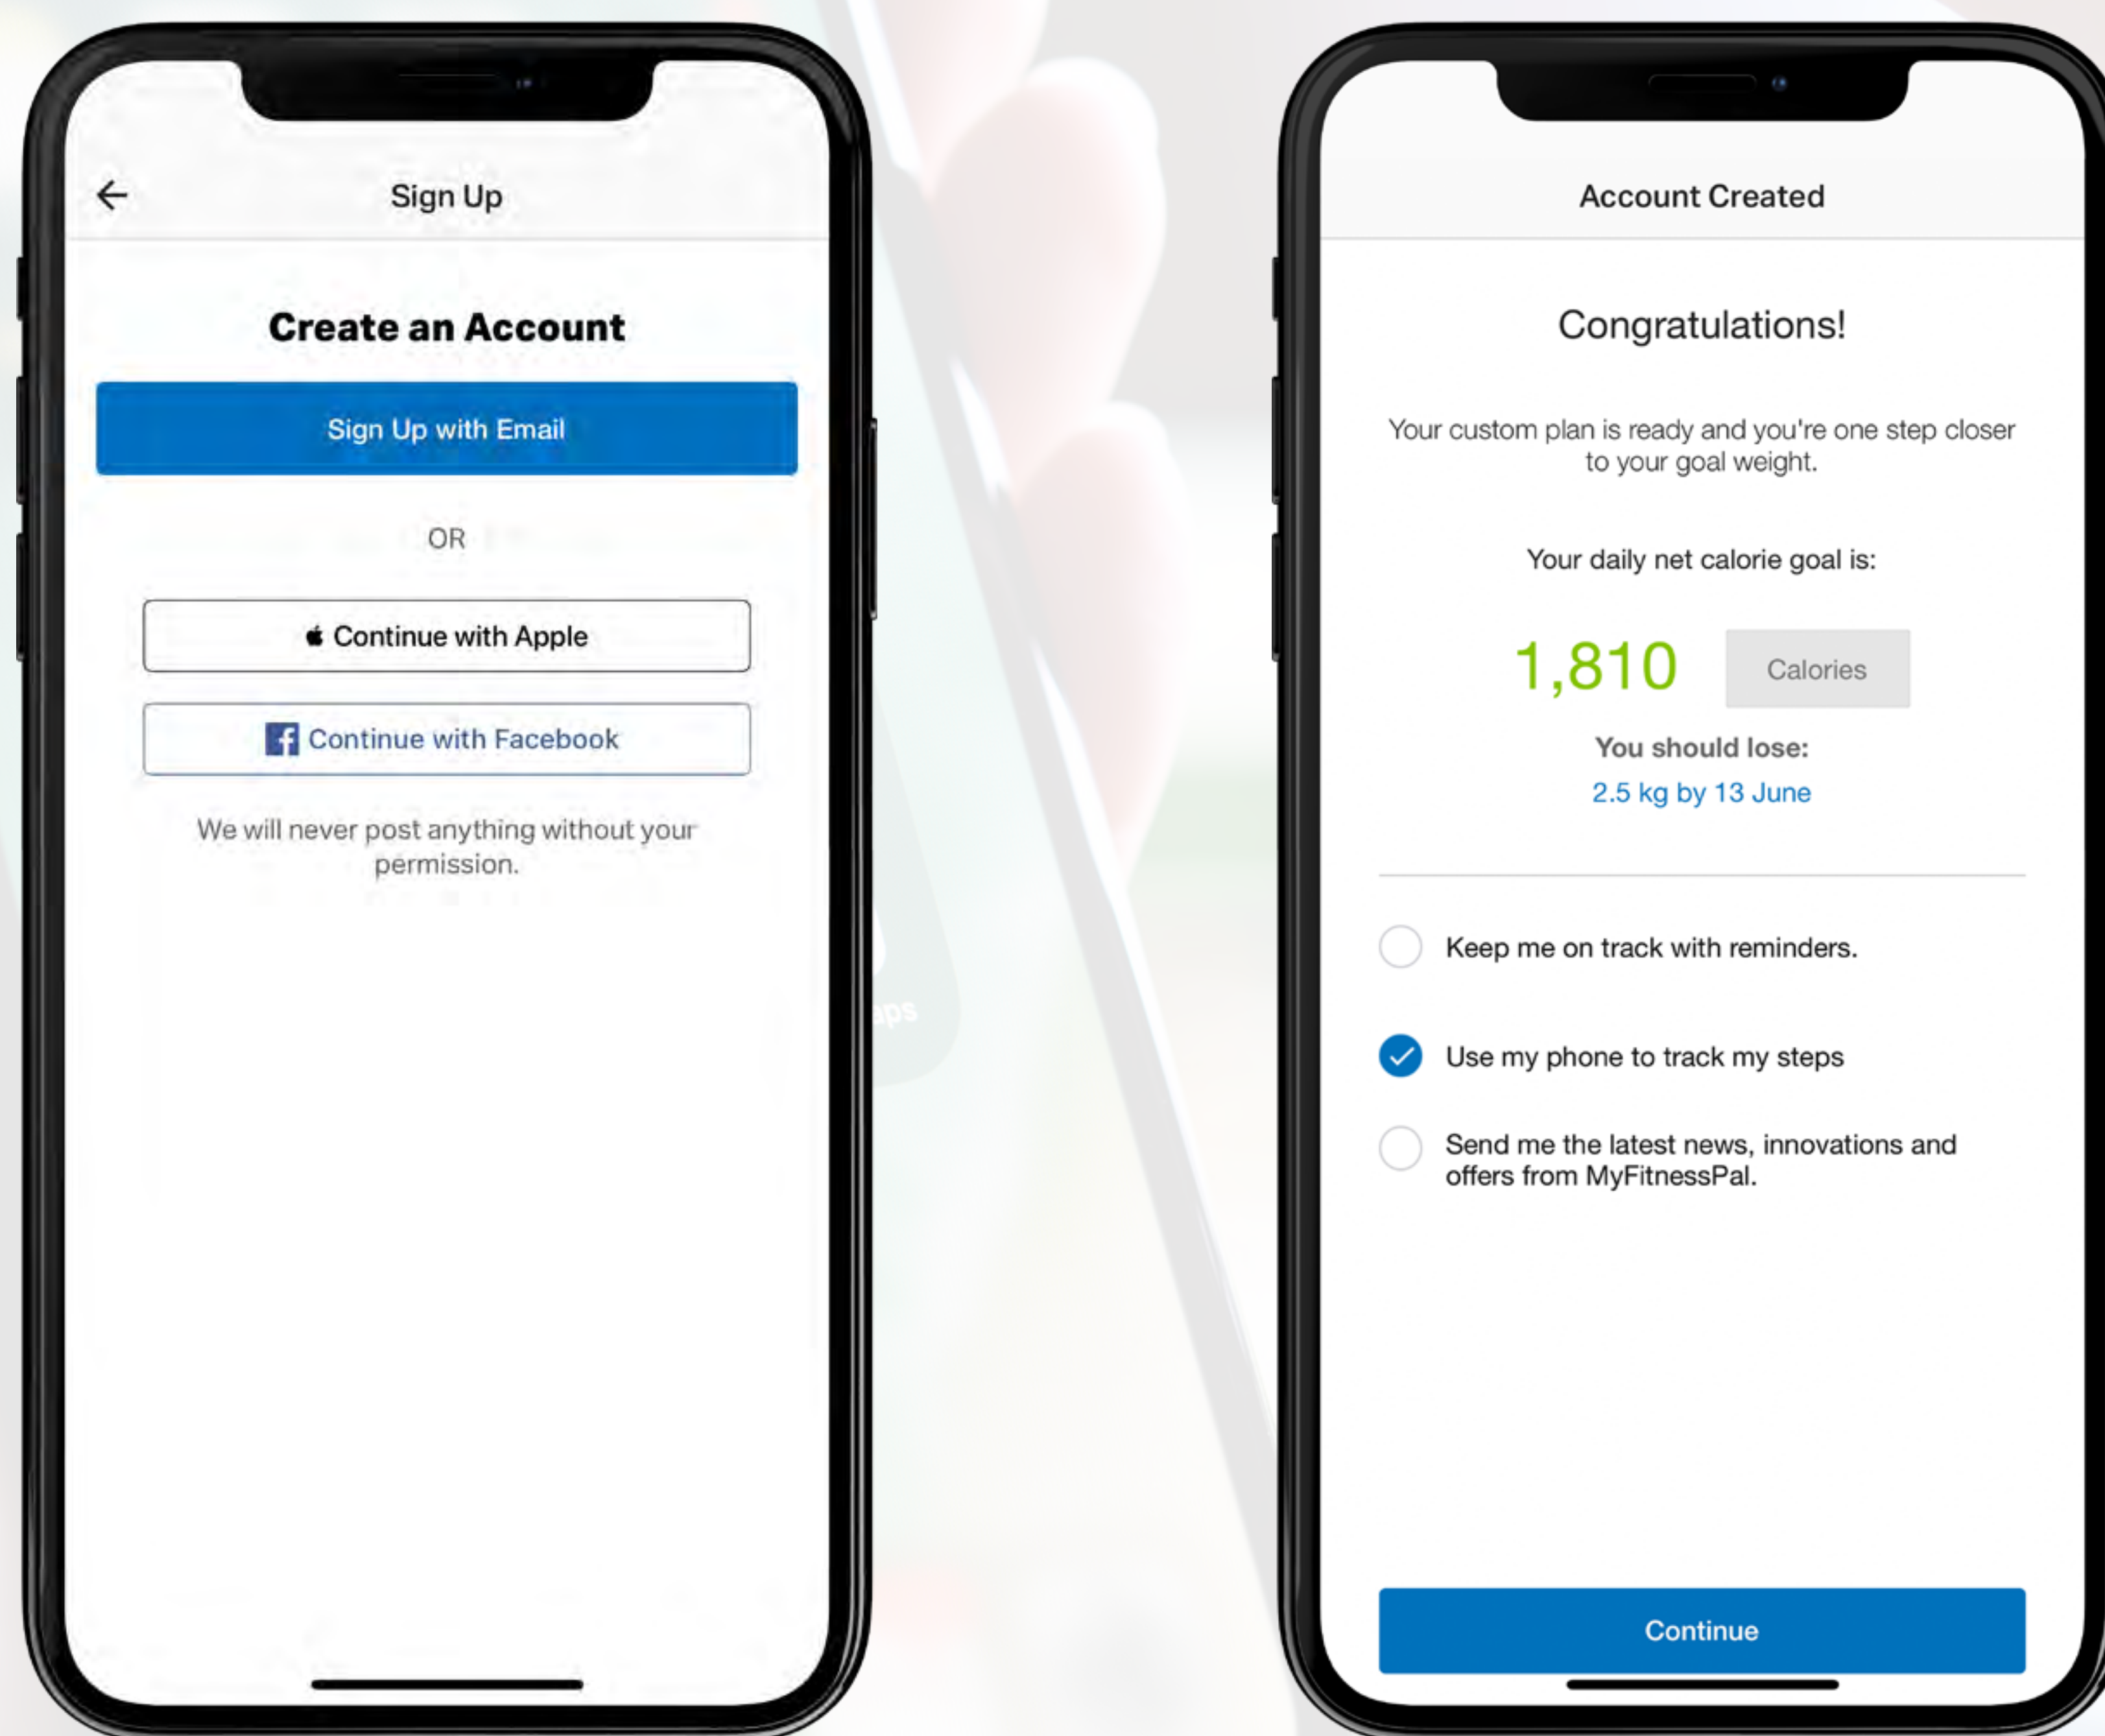 Sign Up
Create an Account
Sign Up with Email
OR
Continue with Apple
Continue with Facebook
We will never post anything without your
permission.
aps
Account Created
Congratulations!
Your custom plan is ready and you're one step closer
to your goal weight.
Your daily net calorie goal is:
1,810 Calories
You should lose:
2.5 kg by 13 June
Keep me on track with reminders.
Use my phone to track my steps
Send me the latest news, innovations and
offers from MyFitnessPal.
Continue